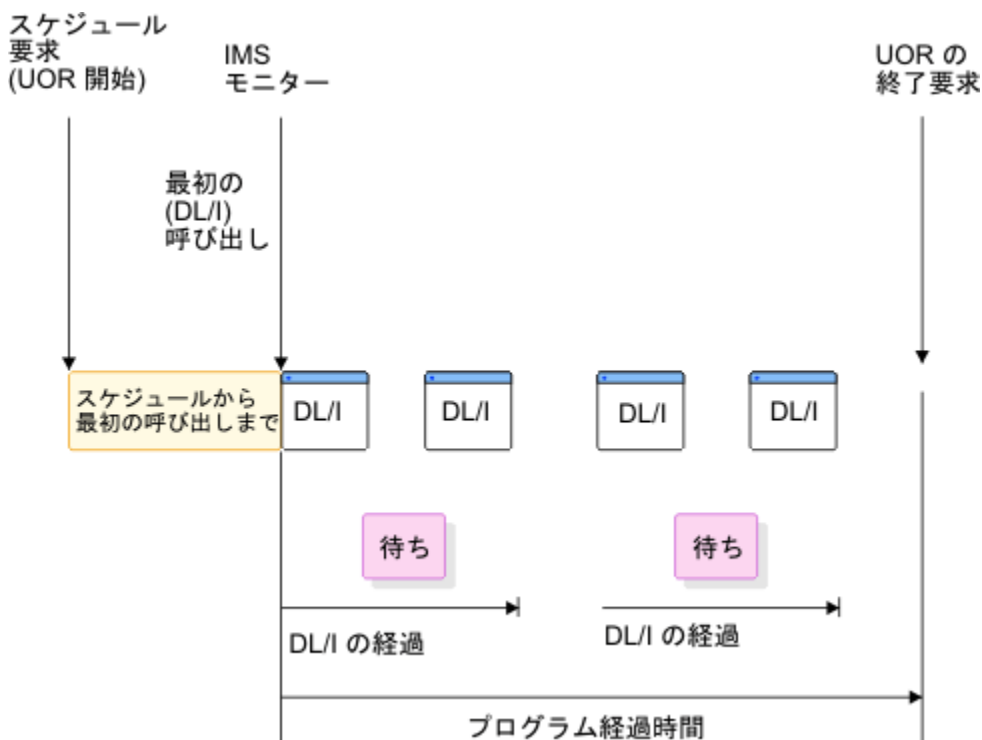 スケジュール
要求
(UOR 開始)
IMS
モニター
UOR の
終了要求
最初の
(DL/I)
呼び出し
スケジュールから
最初の呼び出しまで
DL/I
DL/I
DL/I
DL/I
待ち
待ち
DL/I の経過
DL/I の経過
プログラム経過時間